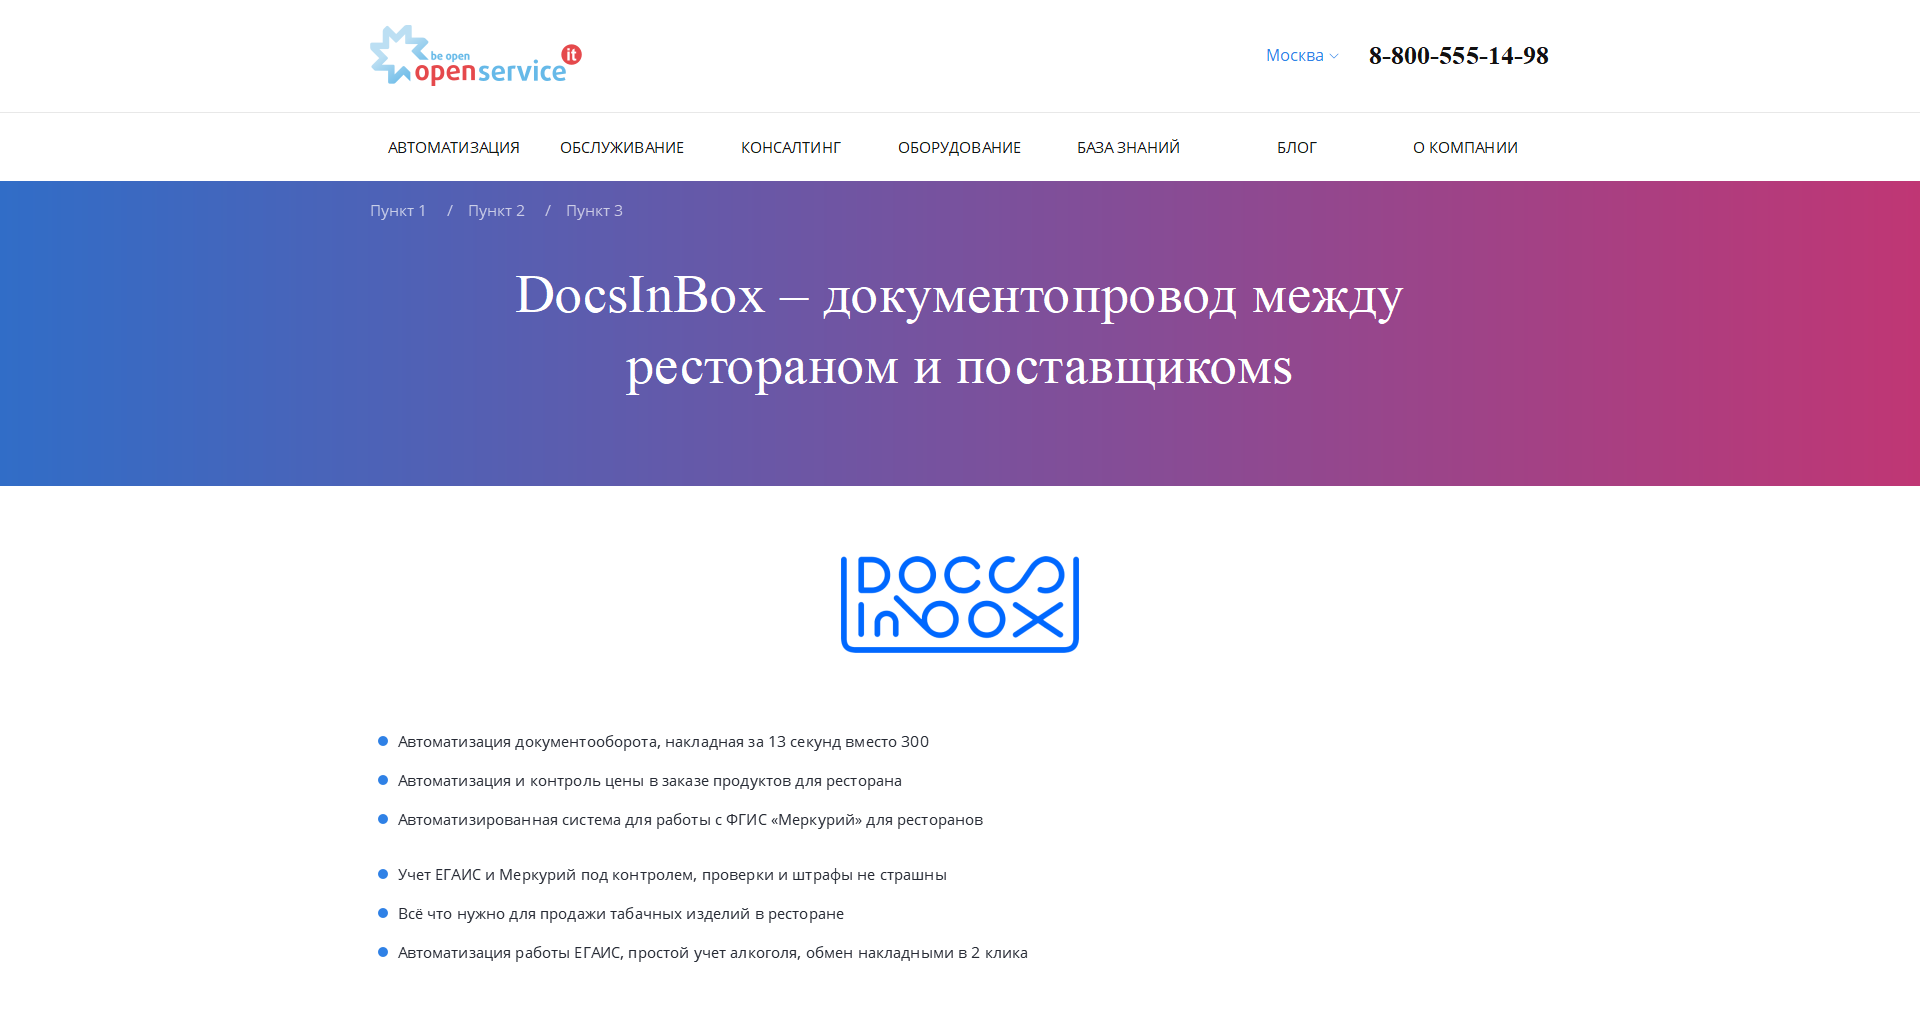 be open
openservice it
Москва
8-800-555-14-98
АВТОМАТИЗАЦИЯ ОБСЛУЖИВАНИЕ КОНСАЛТИНГ ОБОРУДОВАНИЕ БАЗА ЗНАНИЙ БЛОГ О КОМПАНИИ
Пункт 1 / Пункт 2 / Пункт 3
DocsInBox – документопровод между
рестораном и поставщикомs
DOCS
InBOX
Автоматизация документооборота, накладная за 13 секунд вместо 300
Автоматизация и контроль цены в заказе продуктов для ресторана
Автоматизированная система для работы с ФГИС «Меркурий» для ресторанов
Учет ЕГАИС и Меркурий под контролем, проверки и штрафы не страшны
Всё что нужно для продажи табачных изделий в ресторане
Автоматизация работы ЕГАИС, простой учет алкоголя, обмен накладными в 2 клика